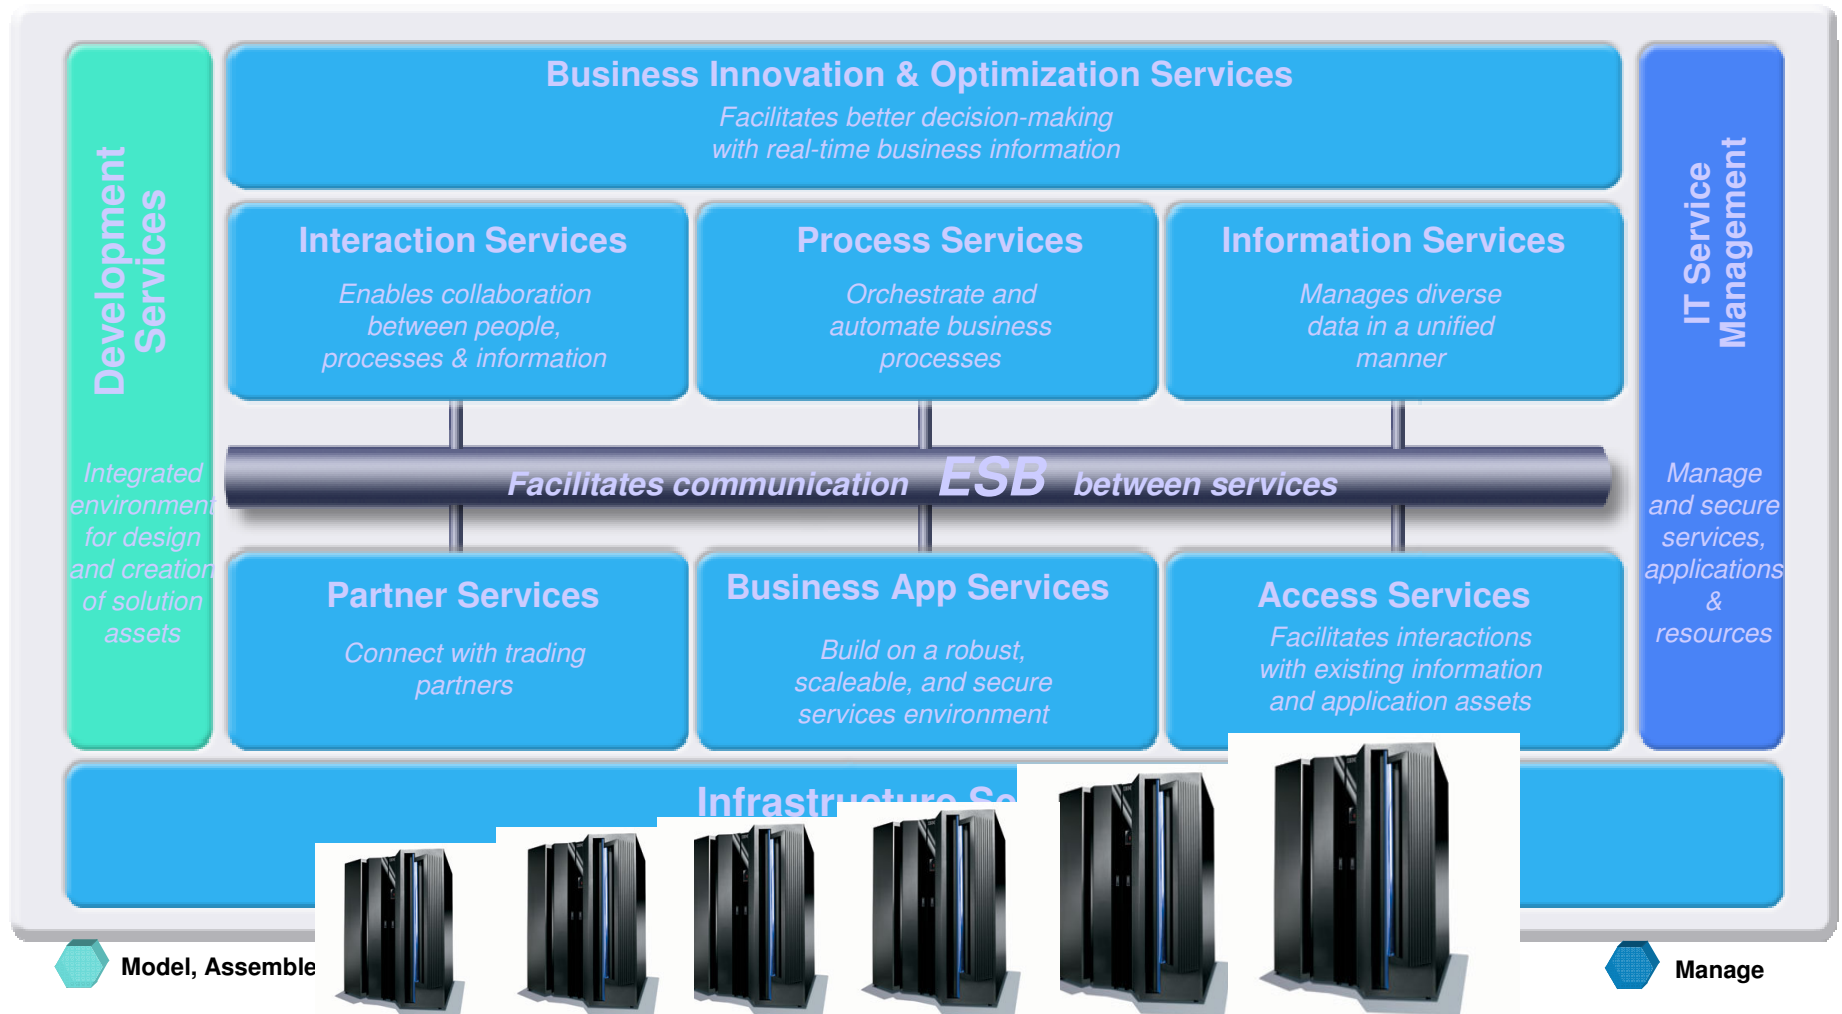 Business Innovation & Optimization Services
Facilitates better decision-making
with real-time business information
Development
Services
Integrated
environment
for design
and creation
of solution
assets
Interaction Services
Enables collaboration
between people,
processes & information
Process Services
Orchestrate and
automate business
processes
Information Services
Manages diverse
data in a unified
manner
IT Service
Management
Manage
and secure
services,
applications
&
resources
Facilitates communication ESB between services
Partner Services
Connect with trading
partners
Business App Services
Build on a robust,
scaleable, and secure
services environment
Access Services
Facilitates interactions
with existing information
and application assets
Infrastructure
Model, Assemble
Manage